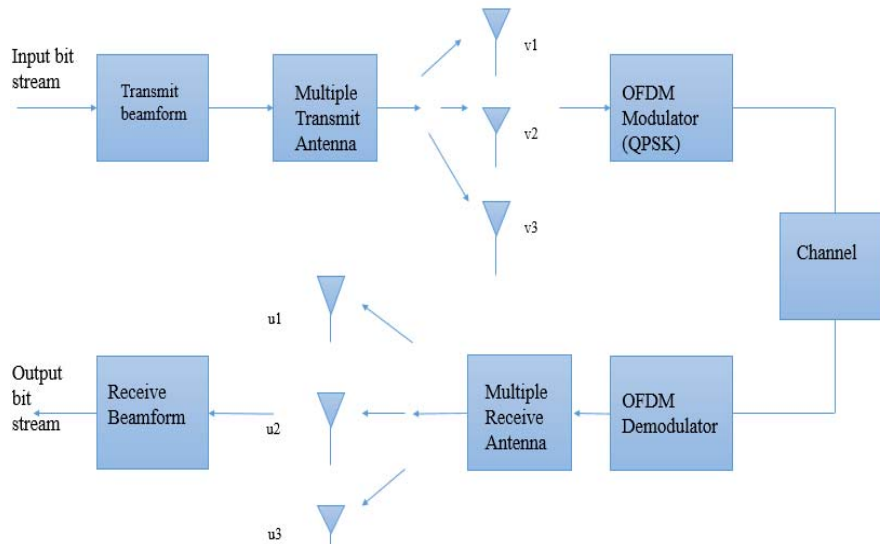 Input bit
stream
Transmit
beamform
Multiple
Transmit
Antenna
v1
v2
v3
OFDM
Modulator
(QPSK)
Channel
OFDM
Demodulator
Multiple
Receive
Antenna
u1
u2
u3
Receive
Beamform
Output
bit
stream